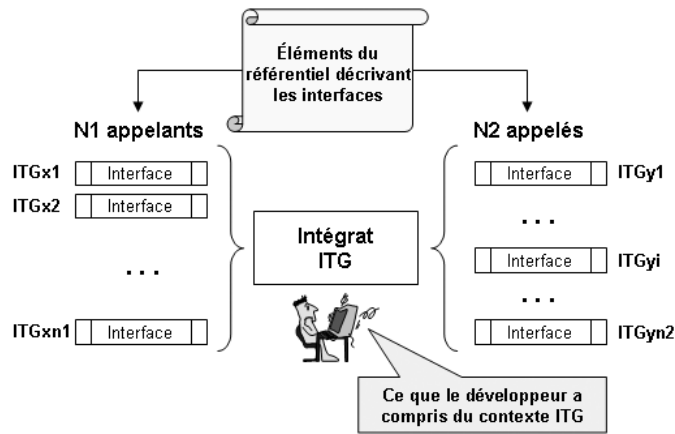 Éléments du
référentiel décrivant
les interfaces
N1 appelants
N2 appelés
ITGx1 Interface
ITGx2 Interface
...
ITGxn1 Interface
Intégrat
ITG
Interface ITGy1
...
Interface ITGyi
...
Interface ITGyn2
Ce que le développeur a
compris du contexte ITG